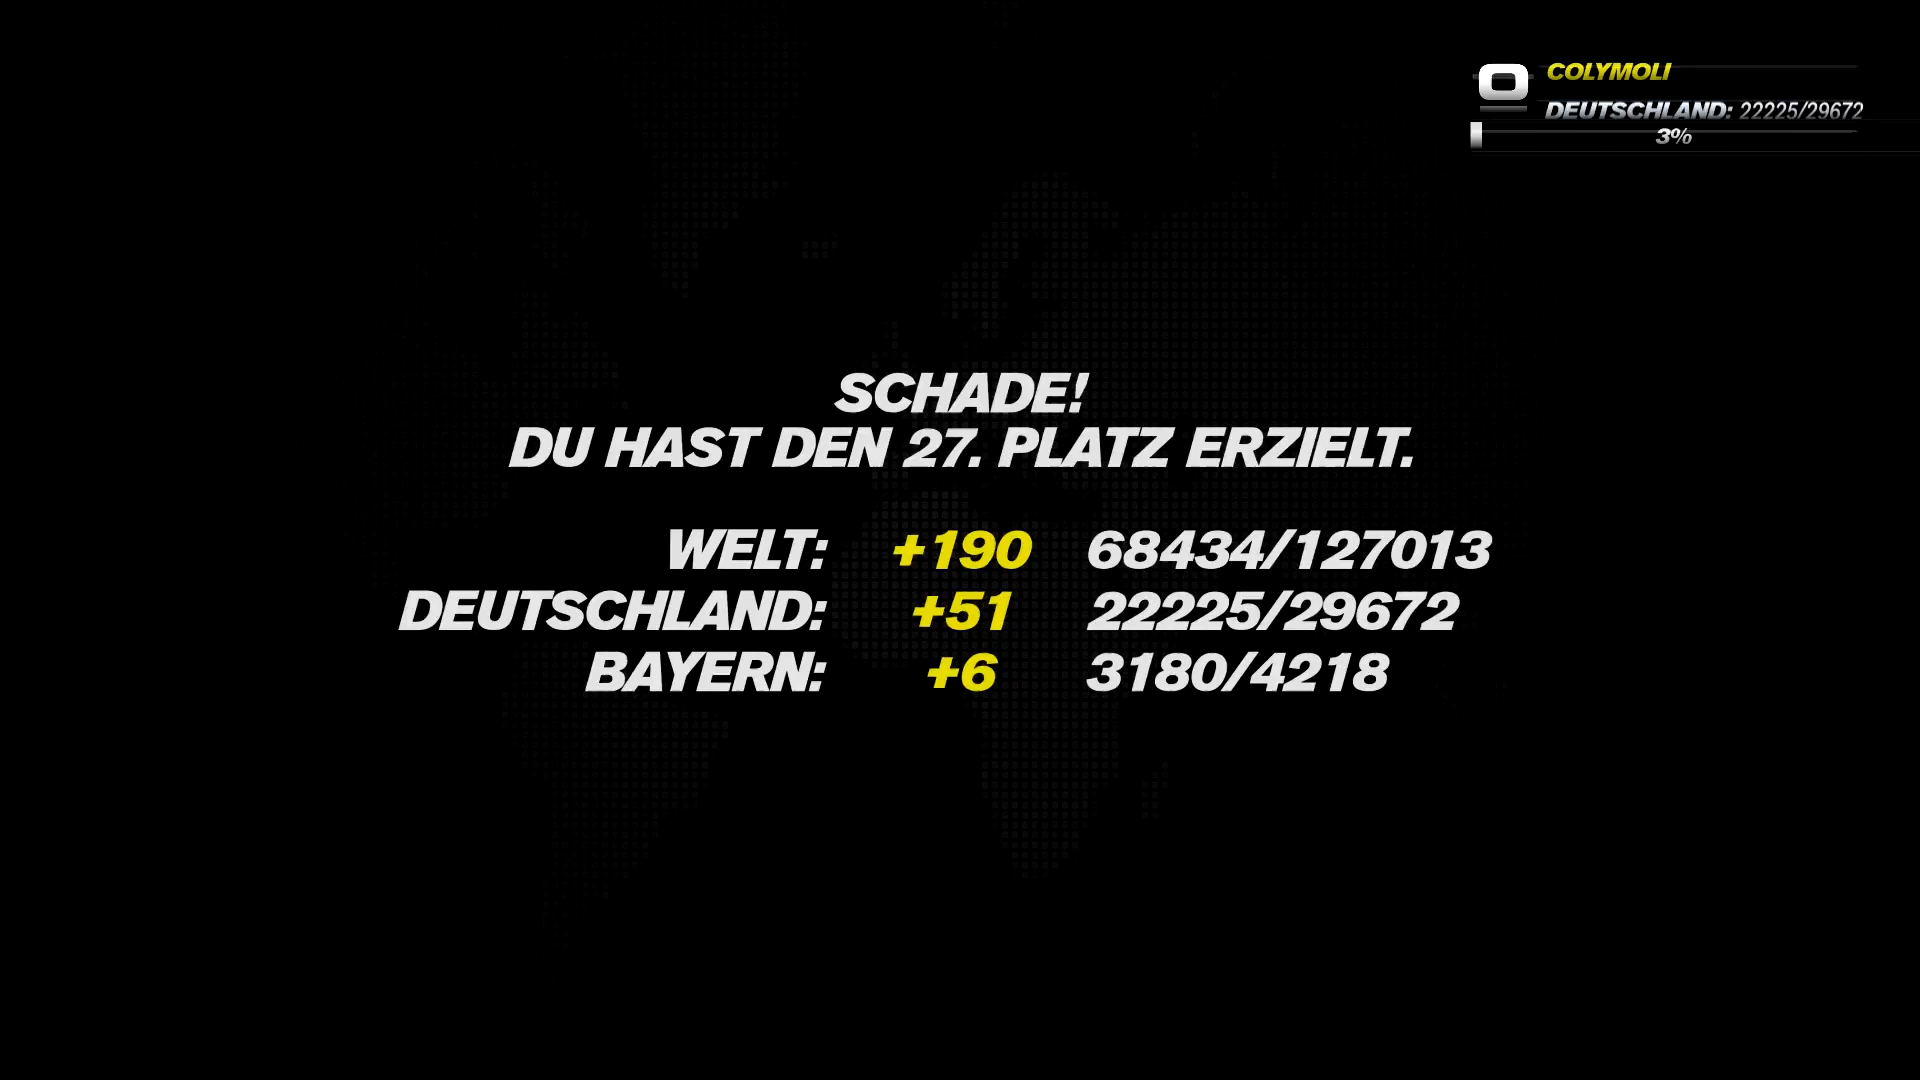 COLYMOLI
DEUTSCHLAND: 22225/29672
3%
SCHADE!
DU HAST DEN 27. PLATZ ERZIELT.
WELT: +190 68434/127013
DEUTSCHLAND: +51 22225/29672
BAYERN: +6 3180/4218